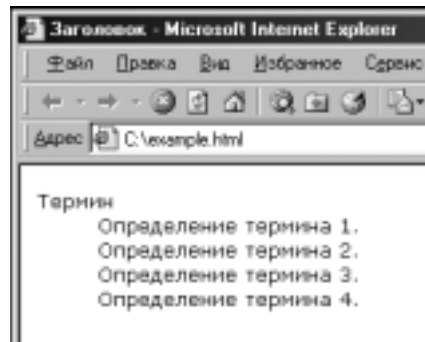 Заголовок - Microsoft Internet Explorer
Файл Правка Вид Избранное Сервис
Адрес C:\example.html
Термин
Определение термина 1.
Определение термина 2.
Определение термина 3.
Определение термина 4.